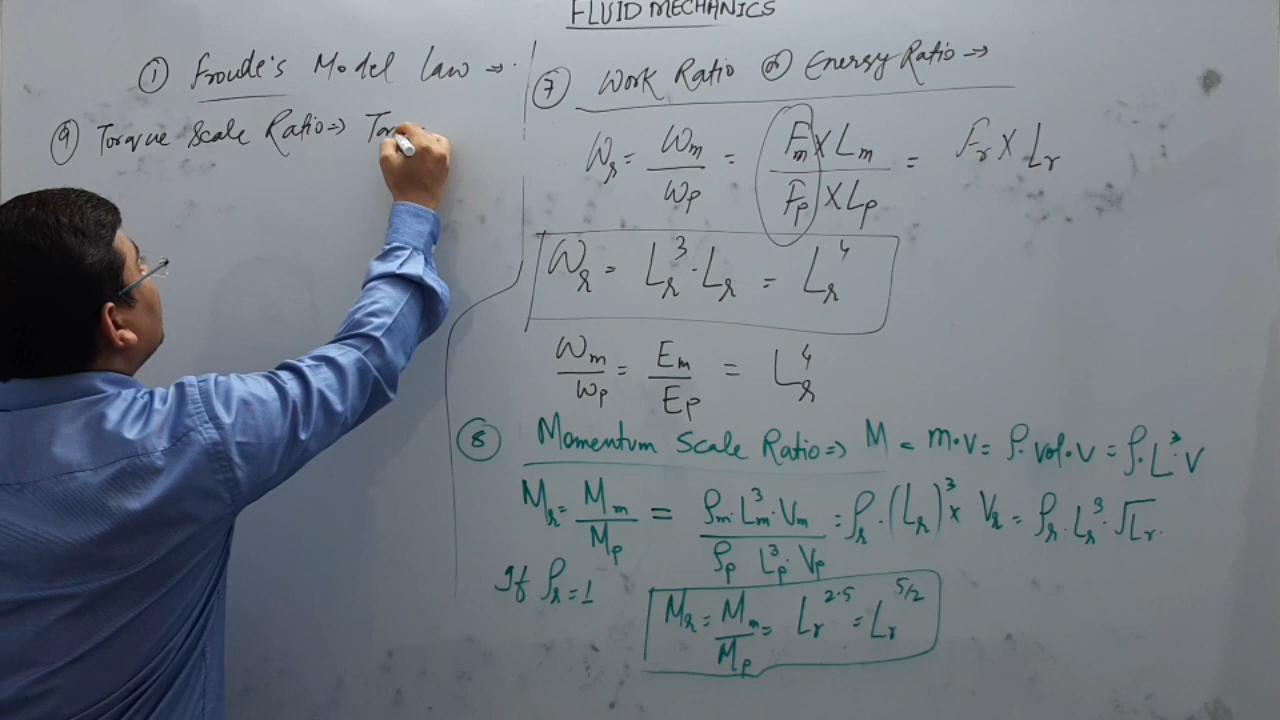 FLUID MECHANICS
① Froude's Model Law →
⑨ Torque Scale Ratio ⇒ Tor
⑦ Work Ratio or Energy Ratio →
Wr = Wm/Wp = Fm × Lm / Fp × Lp = Fr × Lr
Wr = Lr³ · Lr = Lr⁴
Wm/Wp = Em/Ep = Lr⁴
⑧ Momentum Scale Ratio ⇒ M = m·v = ρ·vol·v = ρ·L³·V
Mr = Mm/Mp = ρm·Lm³·Vm / ρp Lp³·Vp = ρr·(Lr)³ × Vr = ρr·Lr³·√Lr.
If ρr = 1
Mr = Mm/Mp = Lr^2.5 = Lr^5/2